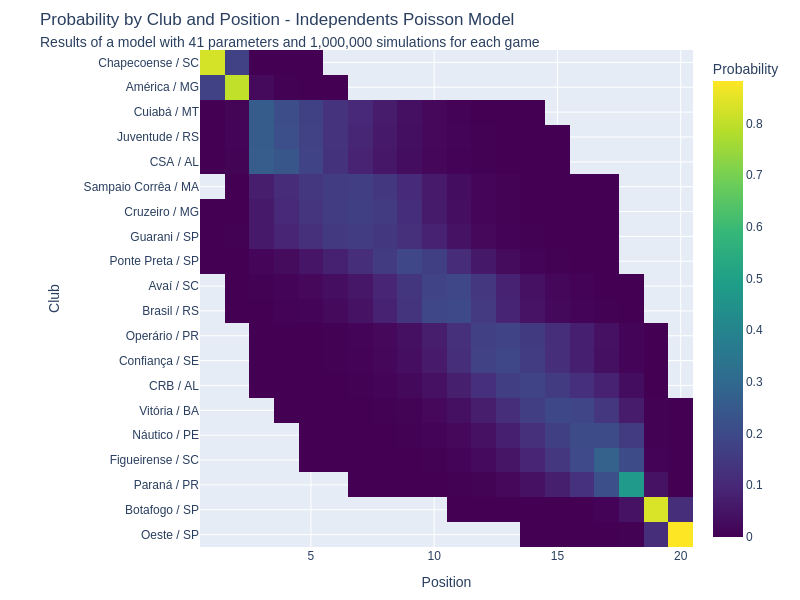 Probability by Club and Position - Independents Poisson Model
Results of a model with 41 parameters and 1,000,000 simulations for each game
Probability
Chapecoense / SC
América / MG
Cuiabá / MT
Juventude / RS
CSA / AL
Sampaio Corrêa / MA
Cruzeiro / MG
Guarani / SP
Ponte Preta / SP
Avaí / SC
Brasil / RS
Operário / PR
Confiança / SE
CRB / AL
Vitória / BA
Náutico / PE
Figueirense / SC
Paraná / PR
Botafogo / SP
Oeste / SP
Club
5
10
15
20
Position
0.8
0.7
0.6
0.5
0.4
0.3
0.2
0.1
0